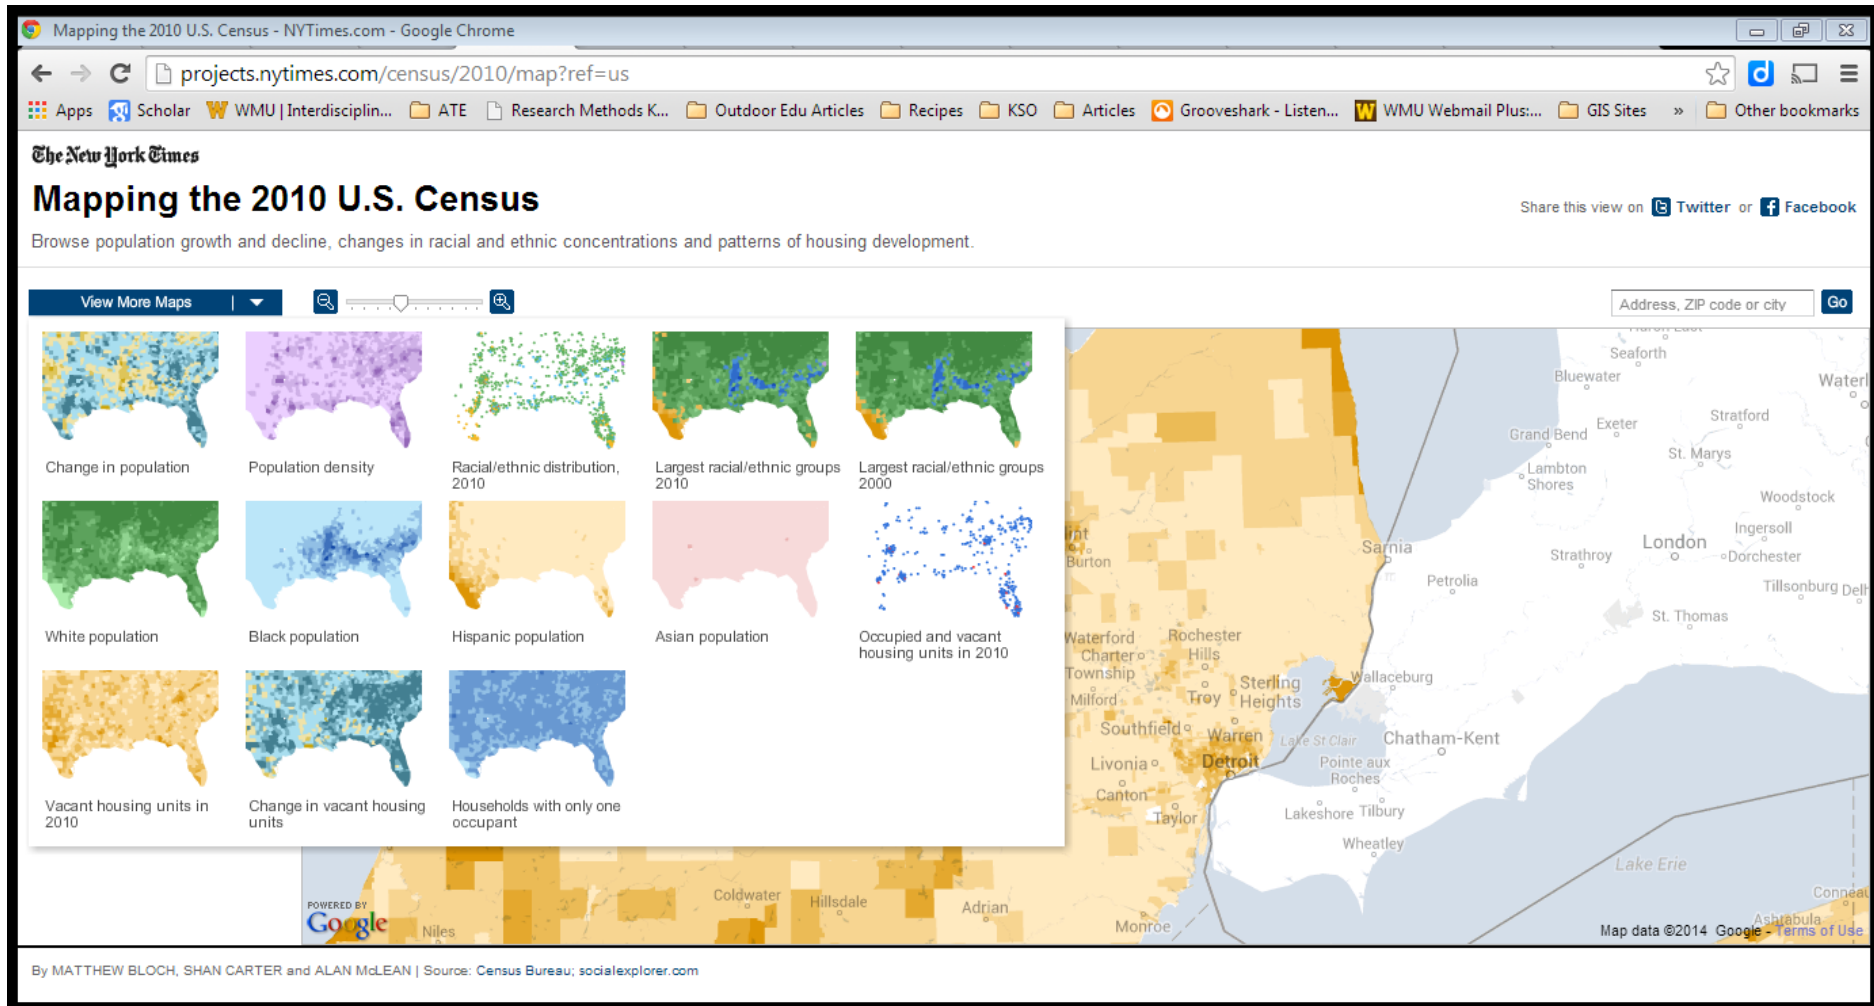 Mapping the 2010 U.S. Census - NYTimes.com - Google Chrome
projects.nytimes.com/census/2010/map?ref=us
Apps Scholar WMU | Interdisciplin... ATE Research Methods K... Outdoor Edu Articles Recipes KSO Articles Grooveshark - Listen... WMU Webmail Plus:... GIS Sites » Other bookmarks
The New York Times
Mapping the 2010 U.S. Census
Share this view on Twitter or Facebook
Browse population growth and decline, changes in racial and ethnic concentrations and patterns of housing development.
View More Maps
Address, ZIP code or city Go
Change in population
Population density
Racial/ethnic distribution,
2010
Largest racial/ethnic groups
2010
Largest racial/ethnic groups
2000
White population
Black population
Hispanic population
Asian population
Occupied and vacant
housing units in 2010
Vacant housing units in
2010
Change in vacant housing
units
Households with only one
occupant
Seaforth
Bluewater
Waterl
Stratford
Exeter
Grand Bend
St. Marys
Lambton
Shores
Woodstock
Ingersoll
London
Dorchester
Strathroy
Sarnia
Petrolia
Tillsonburg Delh
St. Thomas
Burton
Waterford
Charter
Township
Rochester
Hills
Sterling
Heights
Troy
Milford
Wallaceburg
Southfield
Warren
Lake St Clair
Chatham-Kent
Livonia
Detroit
Pointe aux
Roches
Canton
Taylor
Lakeshore
Tilbury
Wheatley
Lake Erie
Coldwater
Hillsdale
Adrian
Monroe
Niles
Conneau
Ashtabula
POWERED BY
Google
Map data ©2014 Google - Terms of Use
By MATTHEW BLOCH, SHAN CARTER and ALAN McLEAN | Source: Census Bureau; socialexplorer.com